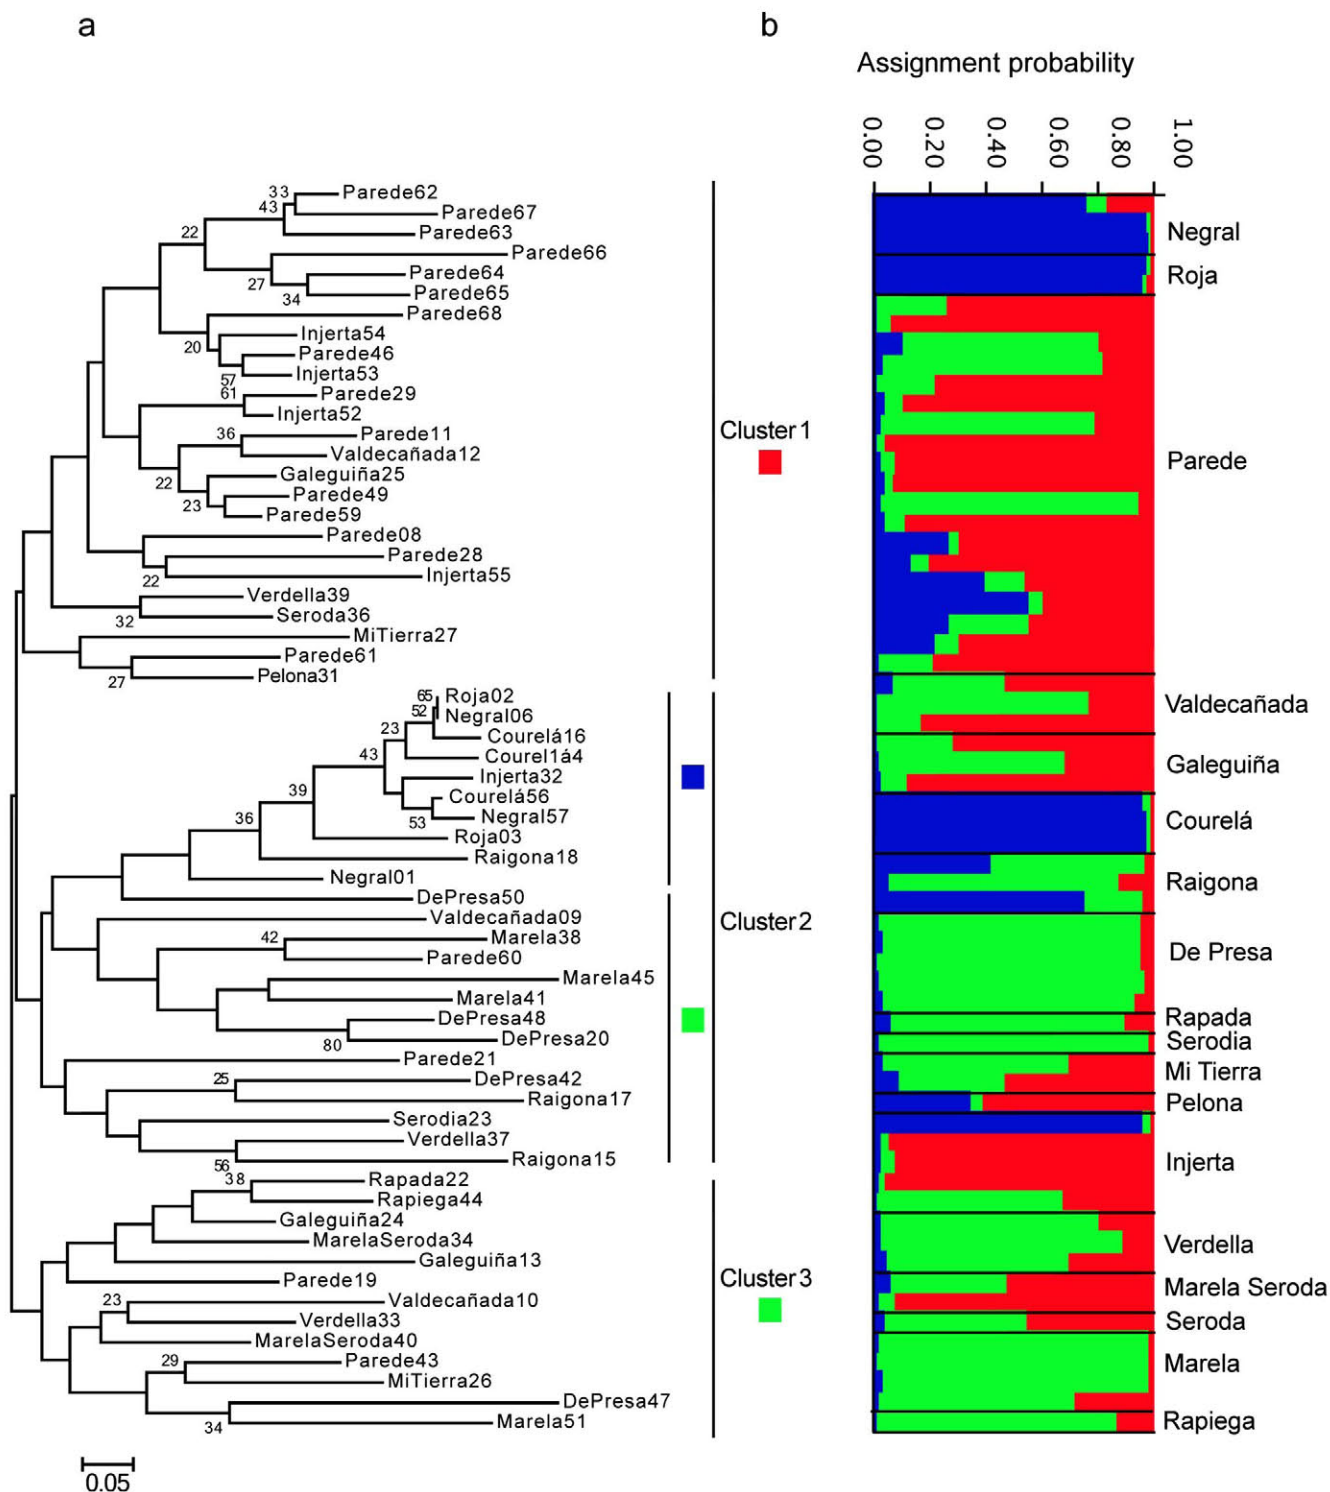 a
b
Assignment probability
0.00
0.20
0.40
0.60
0.80
1.00
33
Parede62
43
Parede67
Parede63
22
Parede66
27
Parede64
34
Parede65
Parede68
Injerta54
20
Parede46
57
Injerta53
61
Parede29
Injerta52
36
Parede11
Valdecañada12
22
Galeguiña25
23
Parede49
Parede59
Parede08
Parede28
22
Injerta55
Verdella39
32
Seroda36
MiTierra27
Parede61
27
Pelona31
Cluster1
65
Roja02
52
Negral06
23
Courelá16
43
Courel1á4
Injerta32
39
Courelá56
53
Negral57
36
Roja03
Raigona18
Negral01
DePresa50
Valdecañada09
42
Marela38
Parede60
Marela45
Marela41
DePresa48
80
DePresa20
Parede21
25
DePresa42
Raigona17
Serodia23
Verdella37
56
Raigona15
Cluster2
38
Rapada22
Rapiega44
Galeguiña24
MarelaSeroda34
Galeguiña13
Parede19
23
Valdecañada10
Verdella33
MarelaSeroda40
29
Parede43
MiTierra26
DePresa47
34
Marela51
Cluster3
0.05
Negral
Roja
Parede
Valdecañada
Galeguiña
Courelá
Raigona
De Presa
Rapada
Serodia
Mi Tierra
Pelona
Injerta
Verdella
Marela Seroda
Seroda
Marela
Rapiega